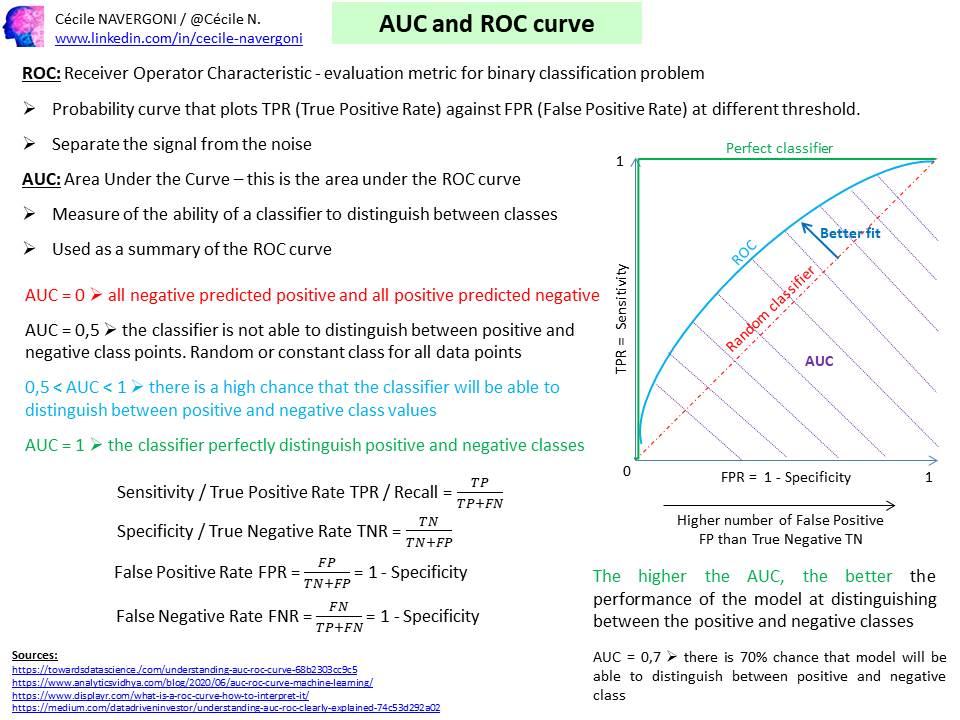 Cécile NAVERGONI / @Cécile N.
www.linkedin.com/in/cecile-navergoni
AUC and ROC curve
ROC: Receiver Operator Characteristic - evaluation metric for binary classification problem
➢ Probability curve that plots TPR (True Positive Rate) against FPR (False Positive Rate) at different threshold.
➢ Separate the signal from the noise
AUC: Area Under the Curve – this is the area under the ROC curve
➢ Measure of the ability of a classifier to distinguish between classes
➢ Used as a summary of the ROC curve
AUC = 0 ➢ all negative predicted positive and all positive predicted negative
AUC = 0,5 ➢ the classifier is not able to distinguish between positive and
negative class points. Random or constant class for all data points
0,5 < AUC < 1 ➢ there is a high chance that the classifier will be able to
distinguish between positive and negative class values
AUC = 1 ➢ the classifier perfectly distinguish positive and negative classes
Sensitivity / True Positive Rate TPR / Recall = TP / TP+FN
Specificity / True Negative Rate TNR = TN / TN+FP
False Positive Rate FPR = FP / TN+FP = 1 - Specificity
False Negative Rate FNR = FN / TP+FN = 1 - Specificity
Sources:
https://towardsdatascience./com/understanding-auc-roc-curve-68b2303cc9c5
https://www.analyticsvidhya.com/blog/2020/06/auc-roc-curve-machine-learning/
https://www.displayr.com/what-is-a-roc-curve-how-to-interpret-it/
https://medium.com/datadriveninvestor/understanding-auc-roc-clearly-explained-74c53d292a02
Perfect classifier
1
ROC
Better fit
Random classifier
AUC
TPR = Sensitivity
0
FPR = 1 - Specificity
1
Higher number of False Positive
FP than True Negative TN
The higher the AUC, the better the
performance of the model at distinguishing
between the positive and negative classes
AUC = 0,7 ➢ there is 70% chance that model will be
able to distinguish between positive and negative
class